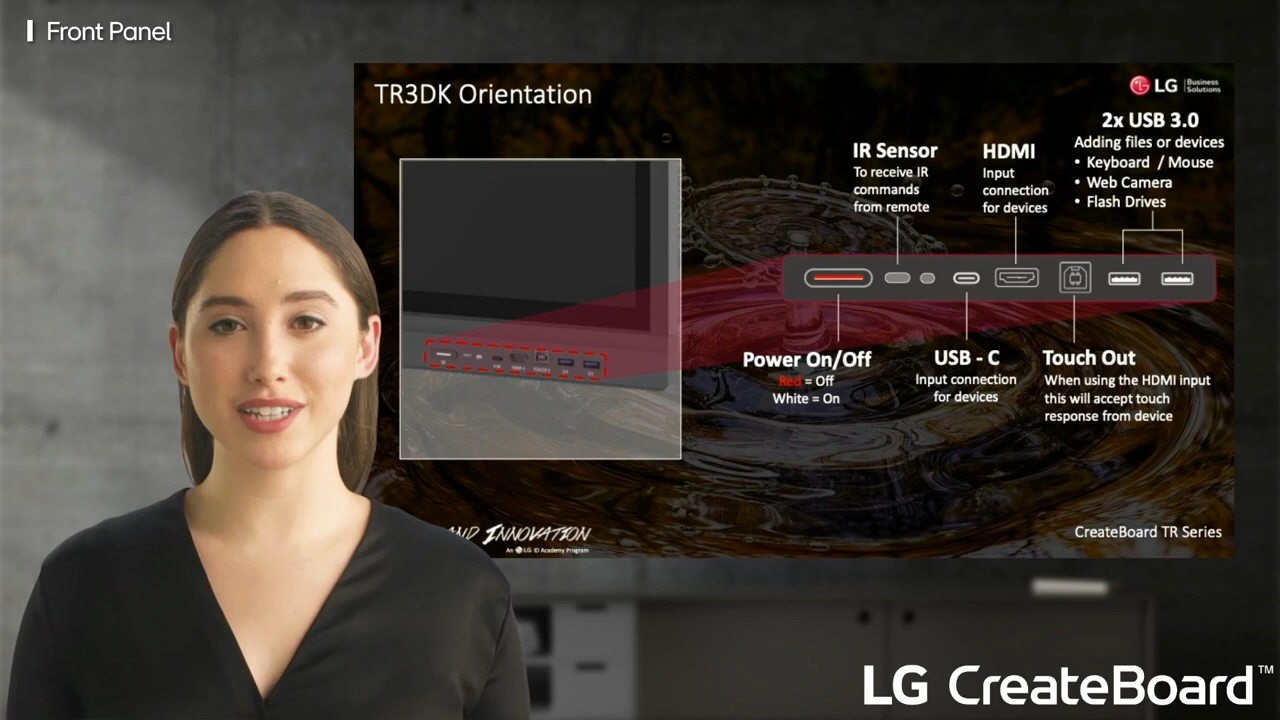 Front Panel
TR3DK Orientation
LG Business
Solutions
2x USB 3.0
Adding files or devices
• Keyboard / Mouse
• Web Camera
• Flash Drives
IR Sensor
To receive IR
commands
from remote
HDMI
Input
connection
for devices
Power On/Off
Red = Off
White = On
USB - C
Input connection
for devices
Touch Out
When using the HDMI input
this will accept touch
response from device
AND INNOVATION
An LG ID Academy Program
CreateBoard TR Series
LG CreateBoard™